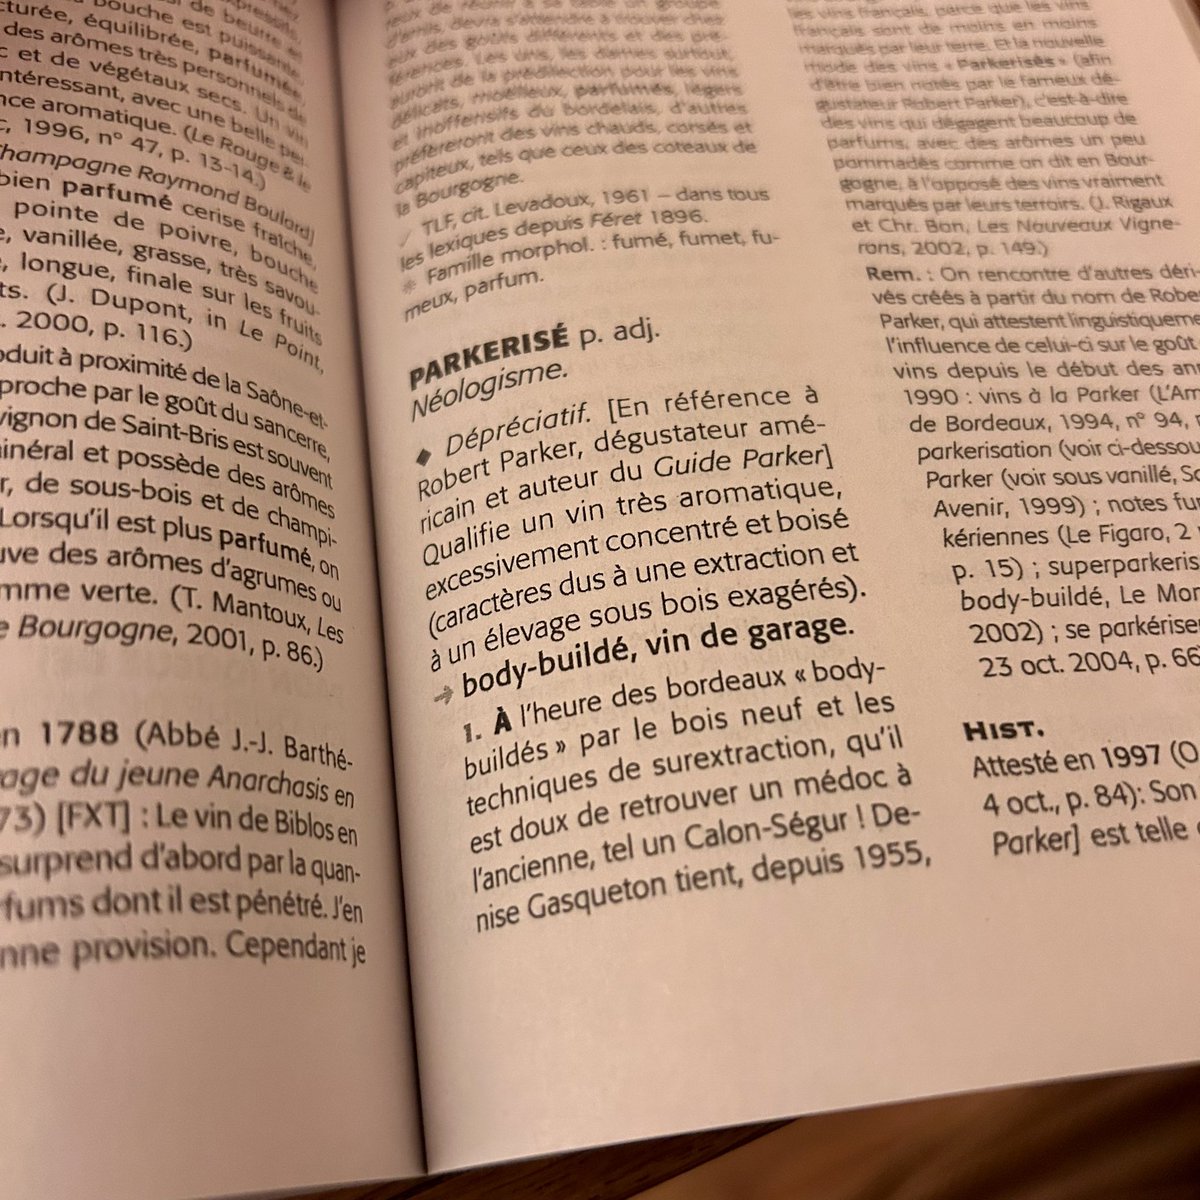 bouche est puissante,
cturée, équilibrée, parfumée,
des arômes très personnels de
c et de végétaux secs. Un vin
ntéressant, avec une belle per-
nce aromatique. (Le Rouge & le
c, 1996, n° 47, p. 13-14.)
Champagne Raymond Boulard]
bien parfumé cerise fraîche,
pointe de poivre, bouche
e, vanillée, grasse, très savou-
e, longue, finale sur les fruits
ts. (J. Dupont, in Le Point,
. 2000, p. 116.)
oduit à proximité de la Saône-et-
proche par le goût du sancerre,
vignon de Saint-Bris est souvent
inéral et possède des arômes
r, de sous-bois et de champi-
Lorsqu'il est plus parfumé, on
uve des arômes d'agrumes ou
mme verte. (T. Mantoux, Les
e Bourgogne, 2001, p. 86.)
en 1788 (Abbé J.-J. Barthé-
yage du jeune Anarchasis en
73) [FXT] : Le vin de Biblos en
surprend d'abord par la quan-
rfums dont il est pénétré. J'en
nne provision. Cependant je
d'amis, devra s'attendre à trouver chez
eux des goûts différents et des pré-
férences. Les uns, les dames surtout,
auront de la prédilection pour les vins
délicats, moelleux, parfumés, légers
et inoffensifs du bordelais, d'autres
préfèreront des vins chauds, corsés et
capiteux, tels que ceux des coteaux de
la Bourgogne.
✓ TLF, cit. Levadoux, 1961 – dans tous
les lexiques depuis Féret 1896.
* Famille morphol. : fumé, fumet, fu-
meux, parfum.
PARKERISÉ p. adj.
Néologisme.
◆ Dépréciatif. [En référence à
Robert Parker, dégustateur amé-
ricain et auteur du Guide Parker]
Qualifie un vin très aromatique,
excessivement concentré et boisé
(caractères dus à une extraction et
à un élevage sous bois exagérés).
→ body-buildé, vin de garage.
1. À l'heure des bordeaux « body-
buildés » par le bois neuf et les
techniques de surextraction, qu'il
est doux de retrouver un médoc à
l'ancienne, tel un Calon-Ségur ! De-
nise Gasqueton tient, depuis 1955,
les vins français, parce que les vins
français sont de moins en moins
marqués par leur terre. Et la nouvelle
mode des vins « Parkerisés » (afin
d'être bien notés par le fameux dé-
gustateur Robert Parker), c'est-à-dire
des vins qui dégagent beaucoup de
parfums, avec des arômes un peu
pommadés comme on dit en Bour-
gogne, à l'opposé des vins vraiment
marqués par leurs terroirs. (J. Rigaux
et Chr. Bon, Les Nouveaux Vigne-
rons, 2002, p. 149.)
Rem. : On rencontre d'autres déri-
vés créés à partir du nom de Rober
Parker, qui attestent linguistiqueme
l'influence de celui-ci sur le goût
vins depuis le début des ann
1990 : vins à la Parker (L'Am
de Bordeaux, 1994, n° 94,
parkerisation (voir ci-dessou
Parker (voir sous vanillé, Sc
Avenir, 1999) ; notes fu
kériennes (Le Figaro, 2
p. 15) ; superparkeris
body-buildé, Le Mon
2002) ; se parkériser
23 oct. 2004, p. 66)
HIST.
Attesté en 1997 (O
4 oct., p. 84): Son
Parker] est telle